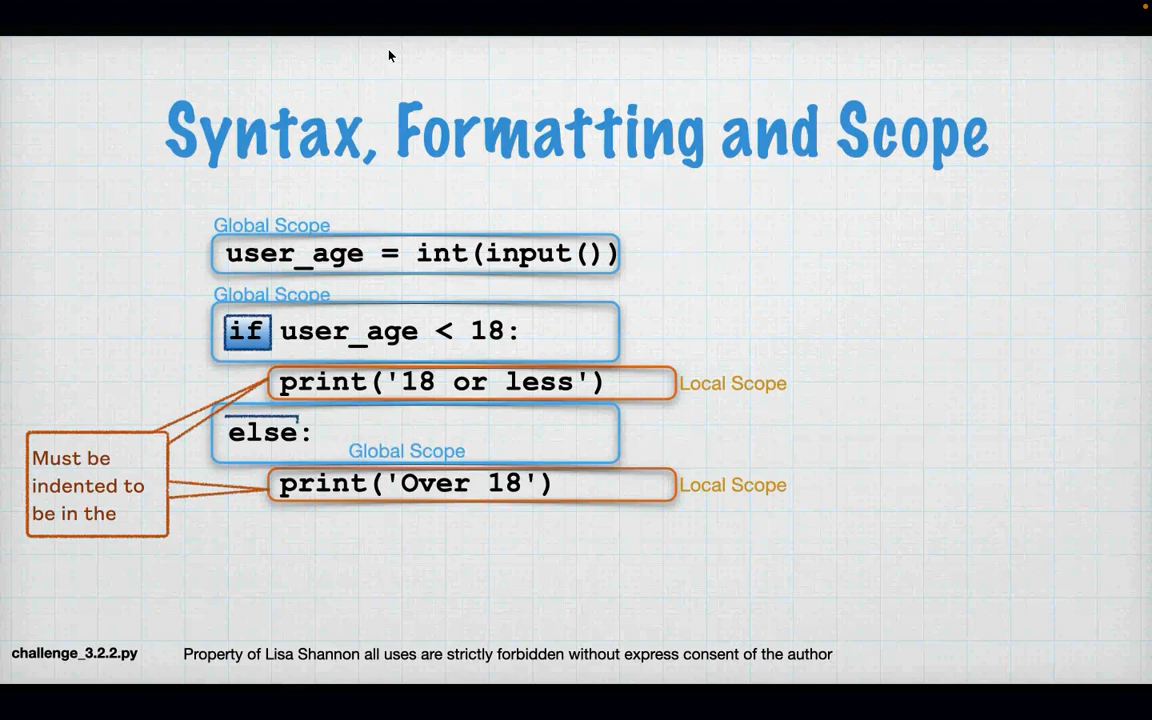 Syntax, Formatting and Scope
Global Scope
user_age = int(input())
Global Scope
if user_age < 18:
print('18 or less')
Local Scope
else:
Global Scope
print('Over 18')
Local Scope
Must be
indented to
be in the
challenge_3.2.2.py
Property of Lisa Shannon all uses are strictly forbidden without express consent of the author